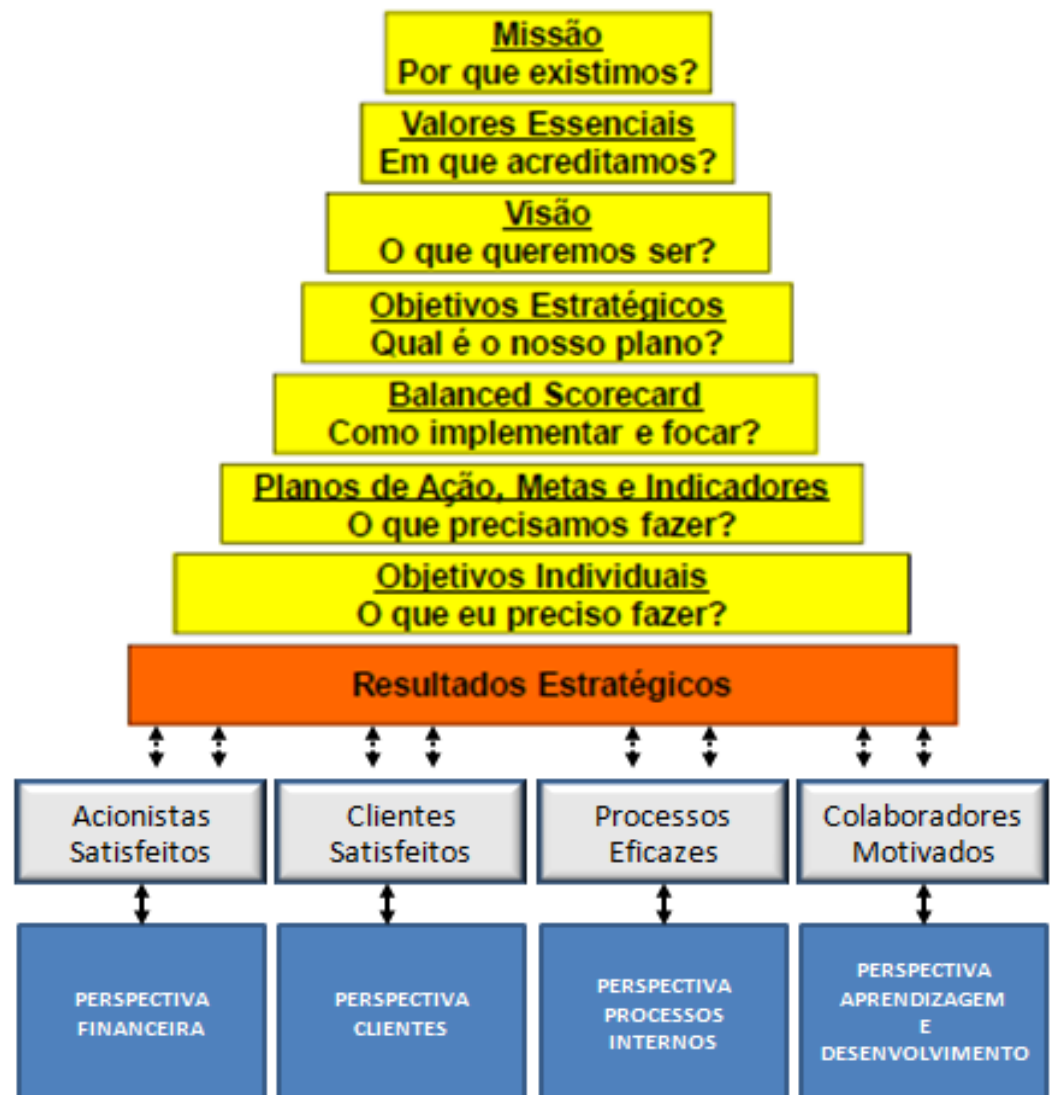 Missão
Por que existimos?
Valores Essenciais
Em que acreditamos?
Visão
O que queremos ser?
Objetivos Estratégicos
Qual é o nosso plano?
Balanced Scorecard
Como implementar e focar?
Planos de Ação, Metas e Indicadores
O que precisamos fazer?
Objetivos Individuais
O que eu preciso fazer?
Resultados Estratégicos
Acionistas
Satisfeitos
Clientes
Satisfeitos
Processos
Eficazes
Colaboradores
Motivados
PERSPECTIVA
FINANCEIRA
PERSPECTIVA
CLIENTES
PERSPECTIVA
PROCESSOS
INTERNOS
PERSPECTIVA
APRENDIZAGEM
E
DESENVOLVIMENTO